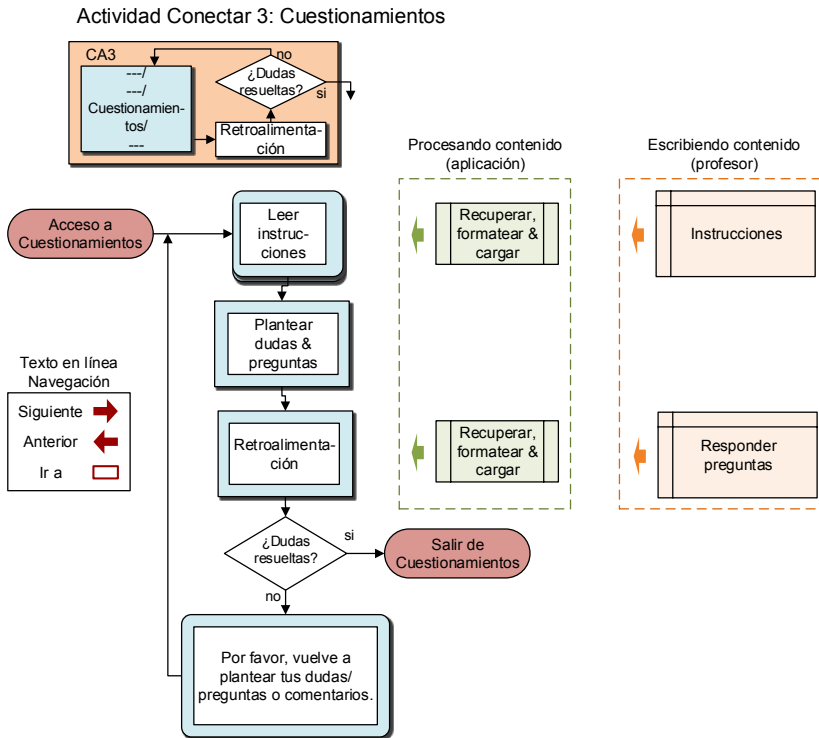 Actividad Conectar 3: Cuestionamientos
CA3
---/
---/
Cuestionamien-
tos/
---
no
¿Dudas
resueltas?
si
Retroalimenta-
ción
Procesando contenido
(aplicación)
Escribiendo contenido
(profesor)
Acceso a
Cuestionamientos
Leer
instruc-
ciones
Recuperar,
formatear &
cargar
Instrucciones
Plantear
dudas &
preguntas
Texto en línea
Navegación
Siguiente
Anterior
Ir a
Retroalimenta-
ción
Recuperar,
formatear &
cargar
Responder
preguntas
¿Dudas
resueltas?
si
Salir de
Cuestionamientos
no
Por favor, vuelve a
plantear tus dudas/
preguntas o comentarios.